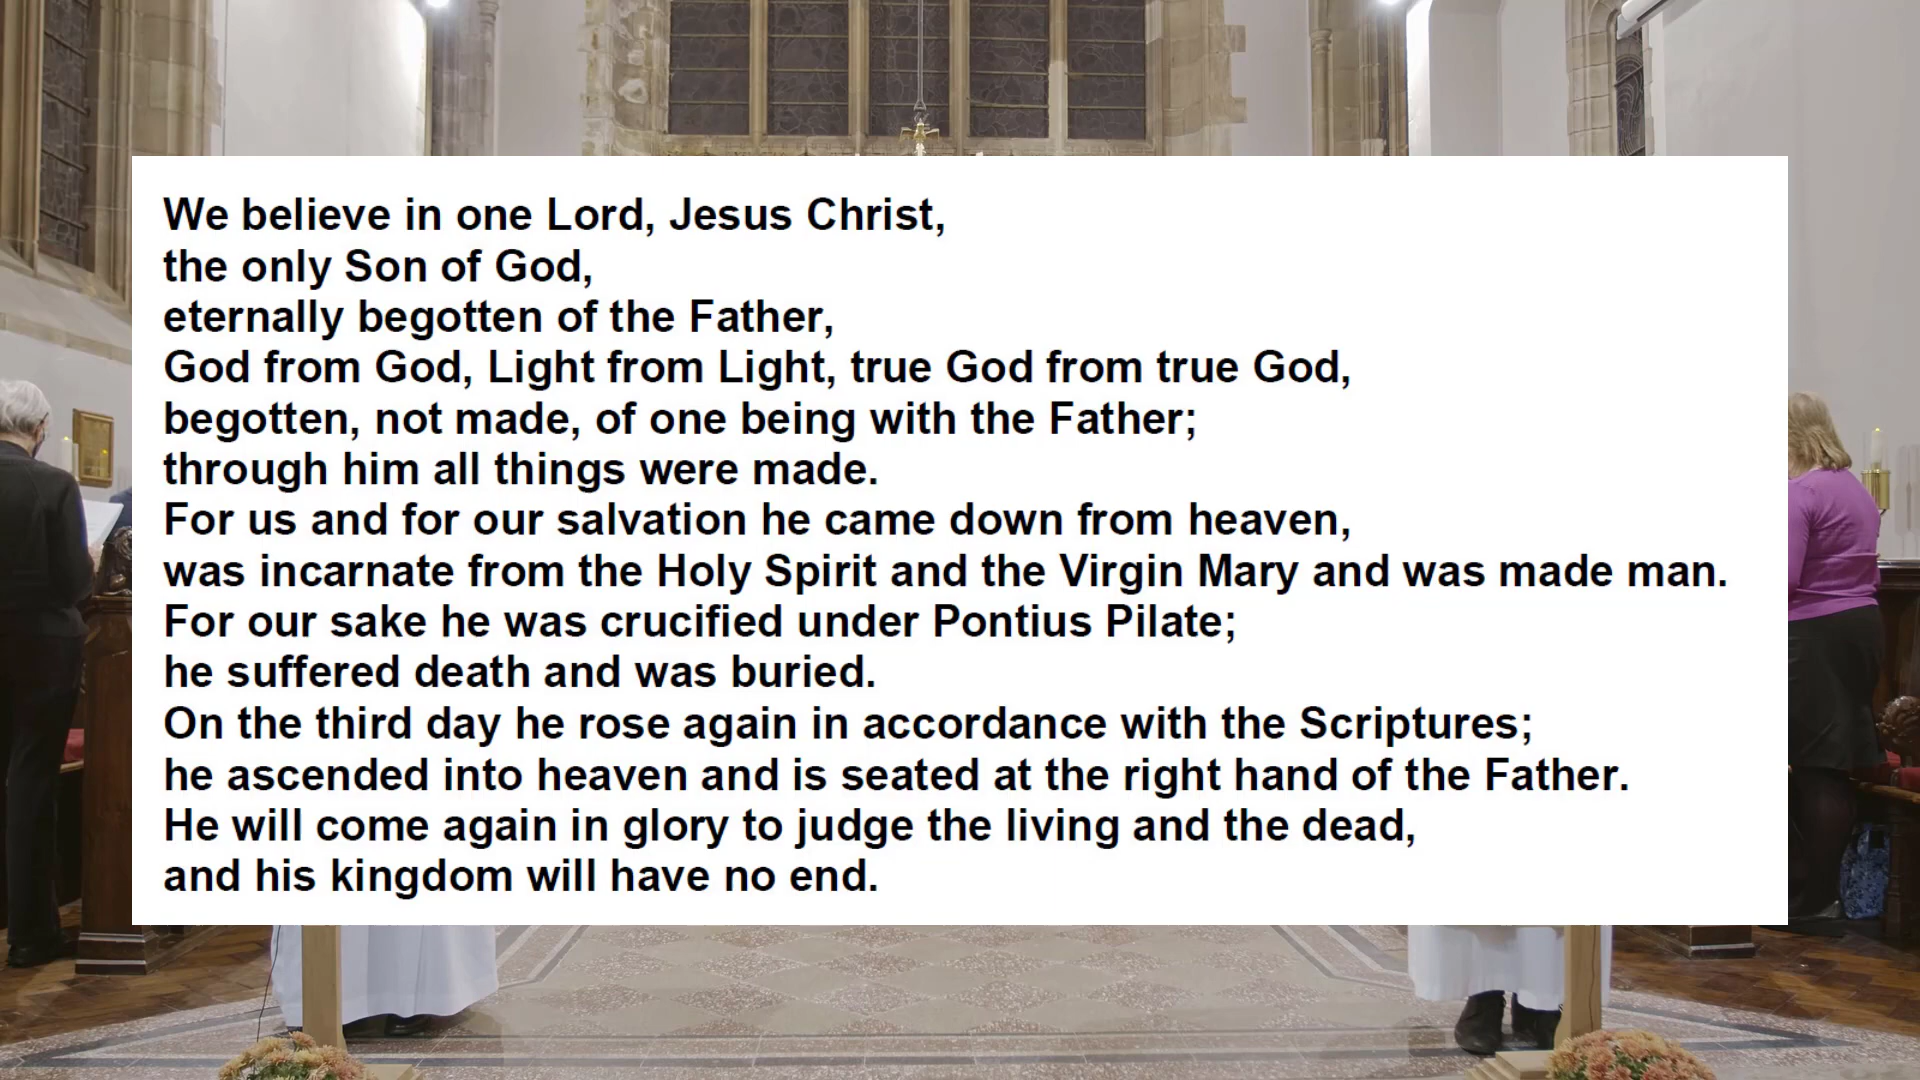 We believe in one Lord, Jesus Christ,
the only Son of God,
eternally begotten of the Father,
God from God, Light from Light, true God from true God,
begotten, not made, of one being with the Father;
through him all things were made.
For us and for our salvation he came down from heaven,
was incarnate from the Holy Spirit and the Virgin Mary and was made man.
For our sake he was crucified under Pontius Pilate;
he suffered death and was buried.
On the third day he rose again in accordance with the Scriptures;
he ascended into heaven and is seated at the right hand of the Father.
He will come again in glory to judge the living and the dead,
and his kingdom will have no end.